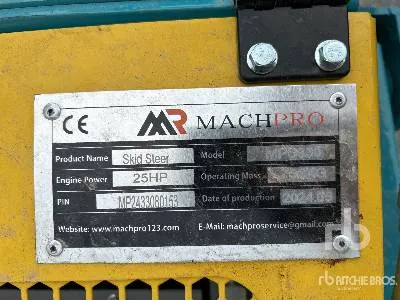 CE MR MACHPRO
Product Name Skid Steer Model
Engine Power 25HP Operating Mass
PIN MP2433080153 Date of production
Website: www.machpro123.com E-Mail: machproservice@gmail.com
rb
RITCHIE BROS.